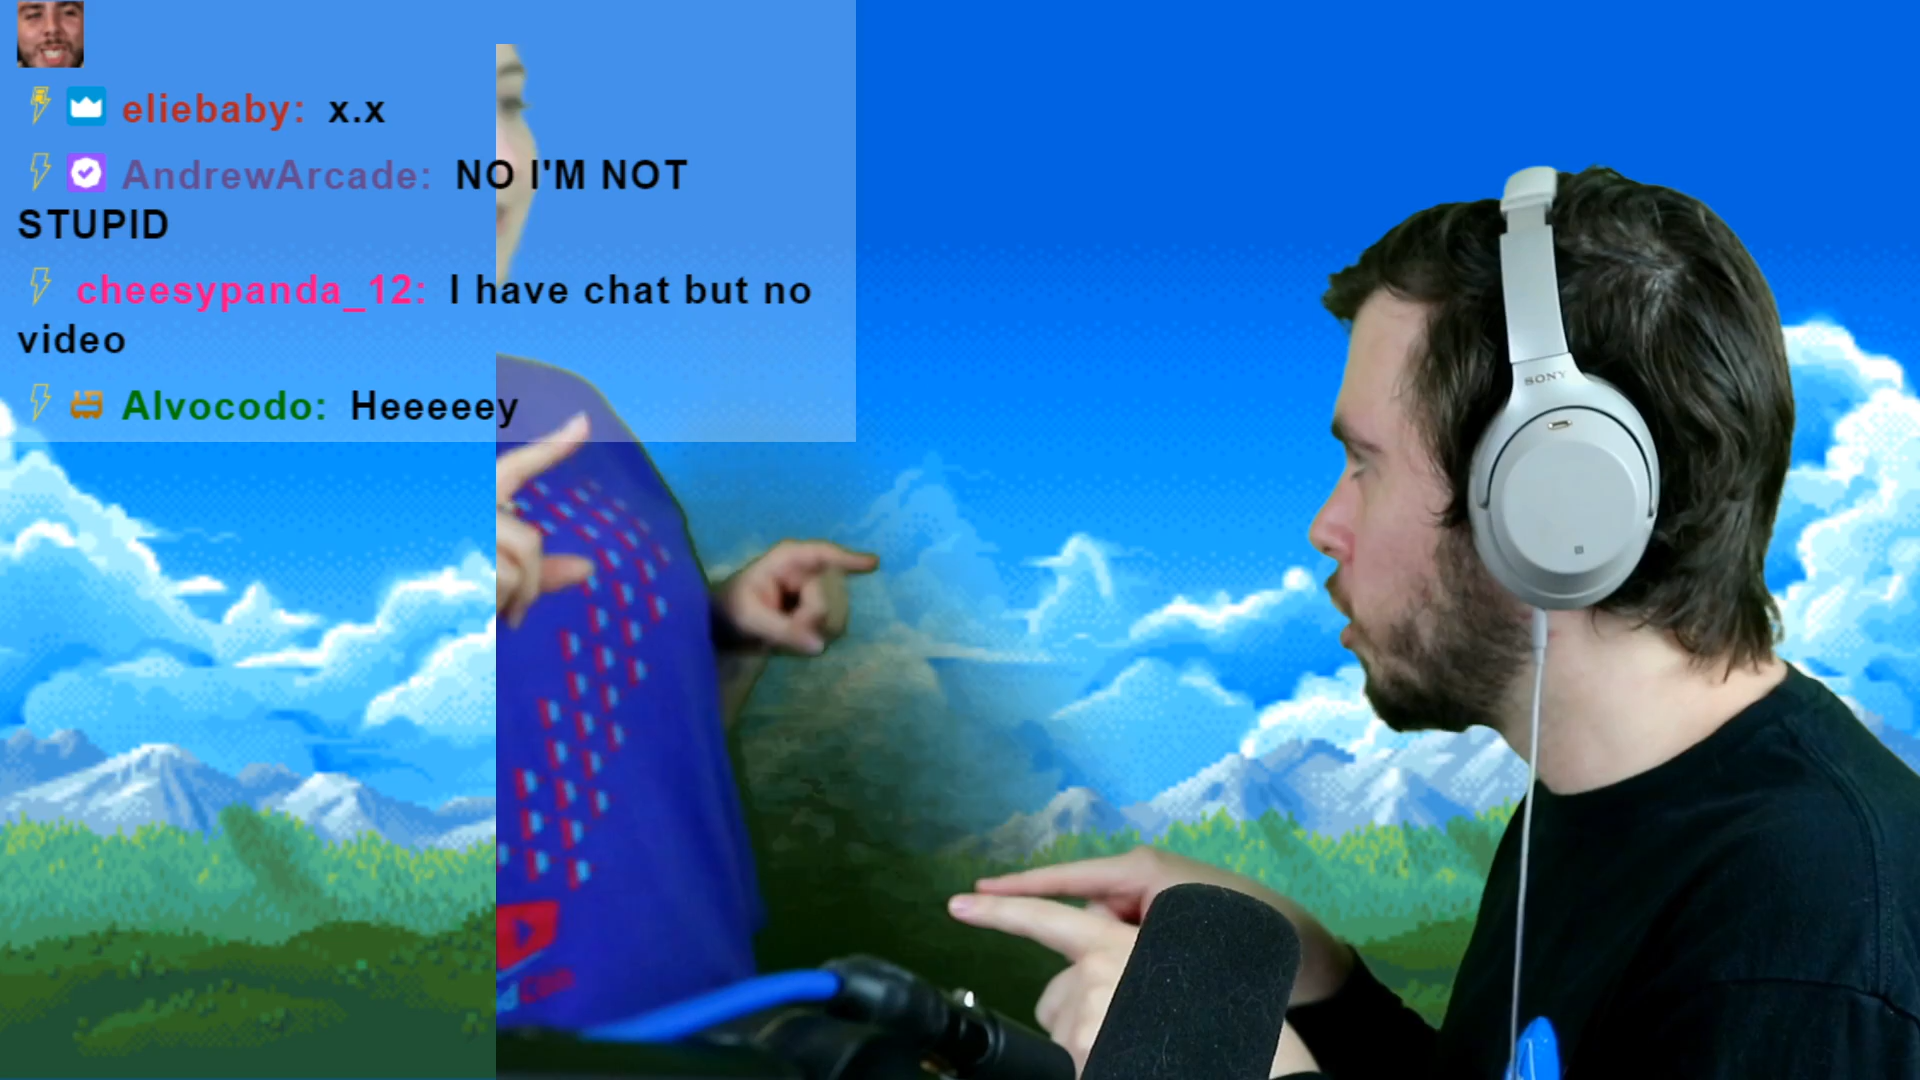 eliebaby: x.x
AndrewArcade: NO I'M NOT
STUPID
cheesypanda_12: I have chat but no
video
Alvocodo: Heeeeey
SONY